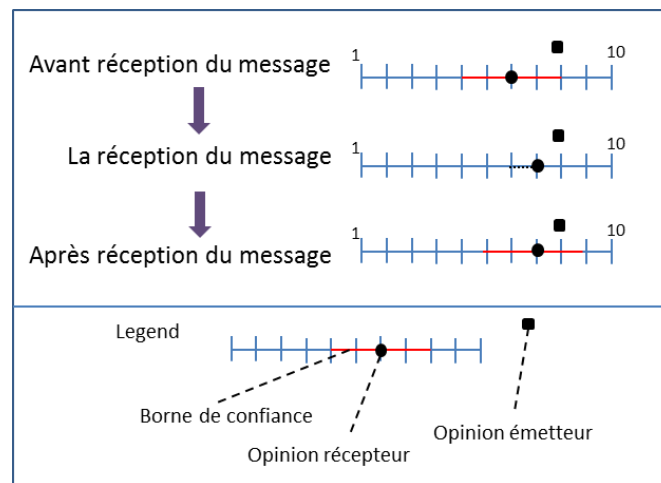 Avant réception du message
1
10
La réception du message
10
Après réception du message
1
10
Legend
Borne de confiance
Opinion récepteur
Opinion émetteur